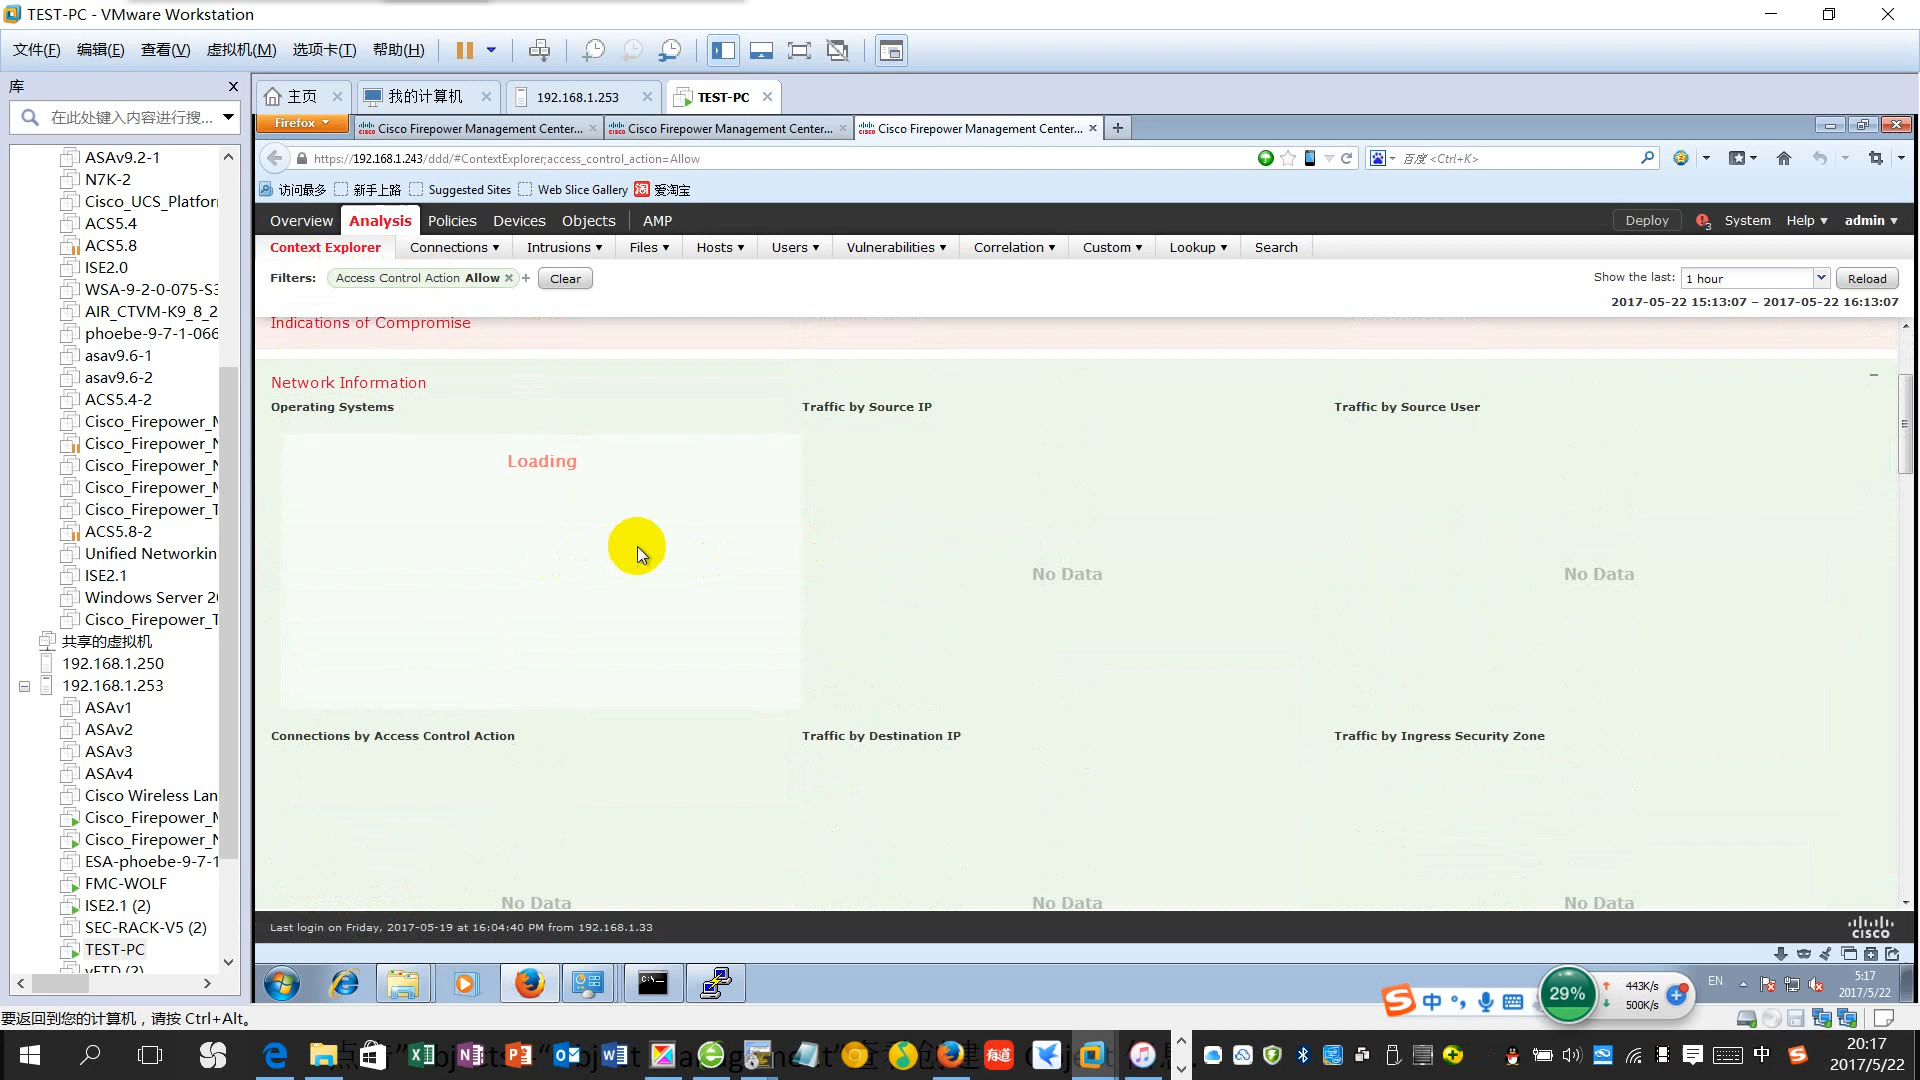 TEST-PC - VMware Workstation
文件(F) 编辑(E) 查看(V) 虚拟机(M) 选项卡(T) 帮助(H)
库
主页 我的计算机 192.168.1.253 TEST-PC
在此处键入内容进行搜...
Firefox Cisco Firepower Management Center... Cisco Firepower Management Center... Cisco Firepower Management Center...
https://192.168.1.243/ddd/#ContextExplorer;access_control_action=Allow
百度 <Ctrl+K>
访问最多 新手上路 Suggested Sites Web Slice Gallery 爱淘宝
Overview Analysis Policies Devices Objects AMP Deploy 3 System Help admin
Context Explorer Connections Intrusions Files Hosts Users Vulnerabilities Correlation Custom Lookup Search
Filters: Access Control Action Allow Clear
Show the last: 1 hour Reload
2017-05-22 15:13:07 – 2017-05-22 16:13:07
Indications of Compromise
Network Information
Operating Systems Traffic by Source IP Traffic by Source User
Loading
No Data No Data
Connections by Access Control Action Traffic by Destination IP Traffic by Ingress Security Zone
No Data No Data No Data
Last login on Friday, 2017-05-19 at 16:04:40 PM from 192.168.1.33
CISCO
ASAv9.2-1
N7K-2
Cisco_UCS_Platfor
ACS5.4
ACS5.8
ISE2.0
WSA-9-2-0-075-S3
AIR_CTVM-K9_8_2
phoebe-9-7-1-066
asav9.6-1
asav9.6-2
ACS5.4-2
Cisco_Firepower_M
Cisco_Firepower_N
Cisco_Firepower_N
Cisco_Firepower_M
Cisco_Firepower_T
ACS5.8-2
Unified Networkin
ISE2.1
Windows Server 20
Cisco_Firepower_T
共享的虚拟机
192.168.1.250
192.168.1.253
ASAv1
ASAv2
ASAv3
ASAv4
Cisco Wireless Lan
Cisco_Firepower_M
Cisco_Firepower_N
ESA-phoebe-9-7-1
FMC-WOLF
ISE2.1 (2)
SEC-RACK-V5 (2)
TEST-PC
vFTD (2)
中 29% 443K/s 500K/s EN 5:17 2017/5/22
要返回到您的计算机，请按 Ctrl+Alt。
中 20:17
2017/5/22